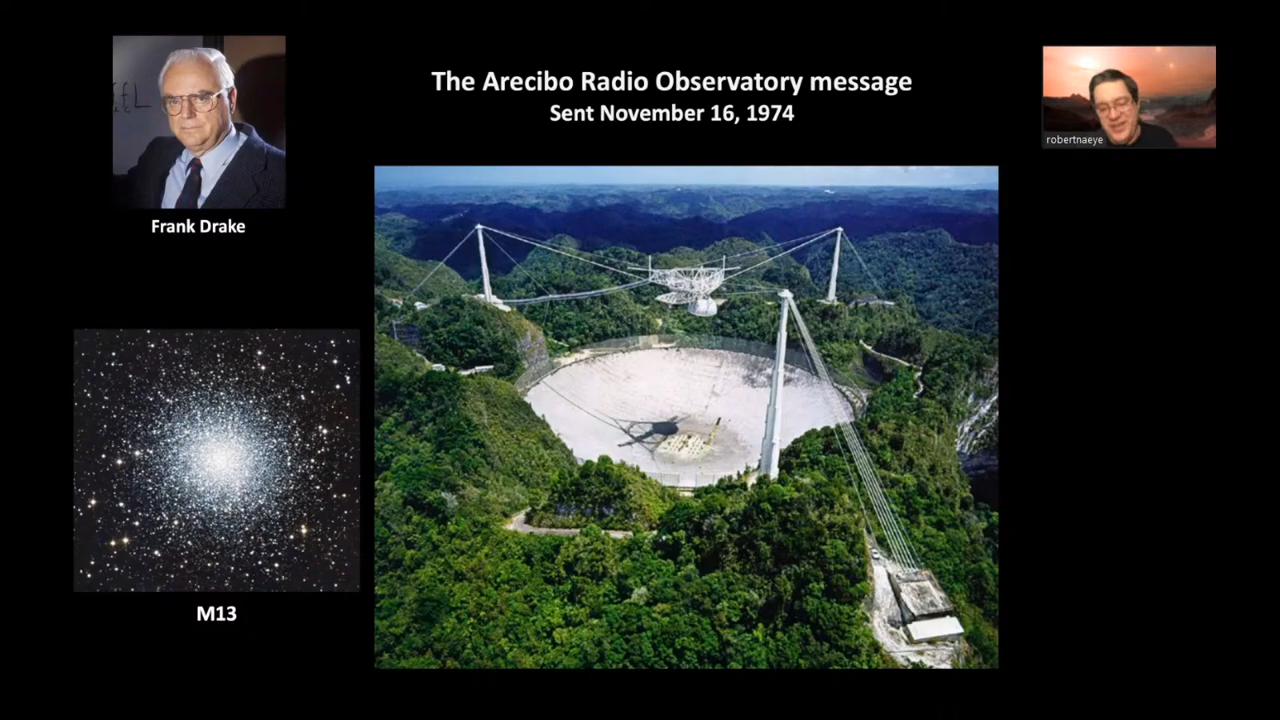 The Arecibo Radio Observatory message
Sent November 16, 1974
robertnaeye
Frank Drake
M13